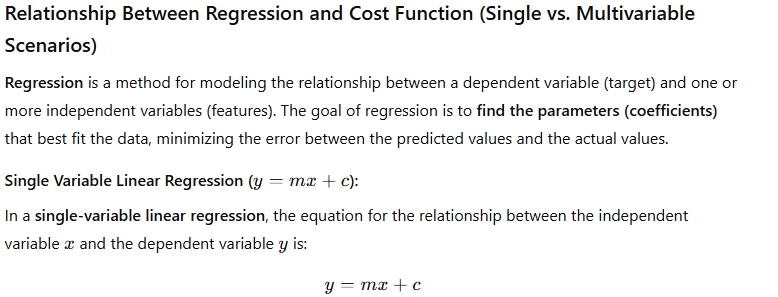 Relationship Between Regression and Cost Function (Single vs. Multivariable
Scenarios)
Regression is a method for modeling the relationship between a dependent variable (target) and one or
more independent variables (features). The goal of regression is to find the parameters (coefficients)
that best fit the data, minimizing the error between the predicted values and the actual values.
Single Variable Linear Regression (y = mx + c):
In a single-variable linear regression, the equation for the relationship between the independent
variable x and the dependent variable y is:
y = mx + c